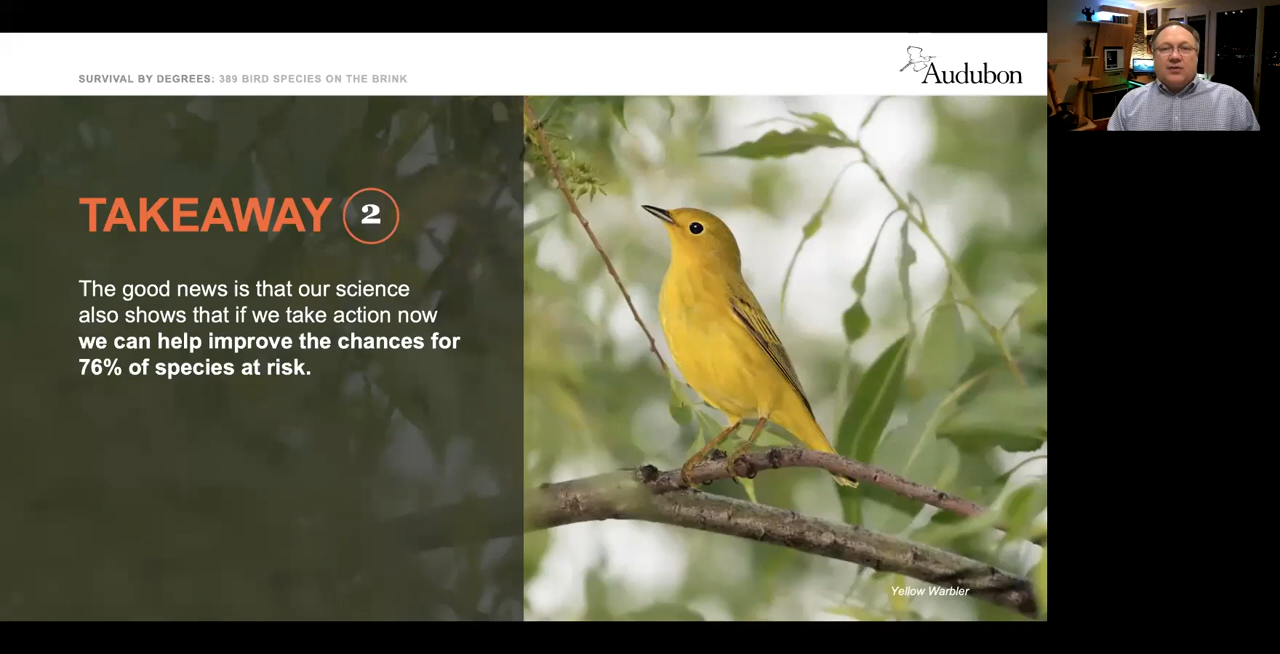 SURVIVAL BY DEGREES: 389 BIRD SPECIES ON THE BRINK
Audubon
TAKEAWAY 2
The good news is that our science
also shows that if we take action now
we can help improve the chances for
76% of species at risk.
Yellow Warbler